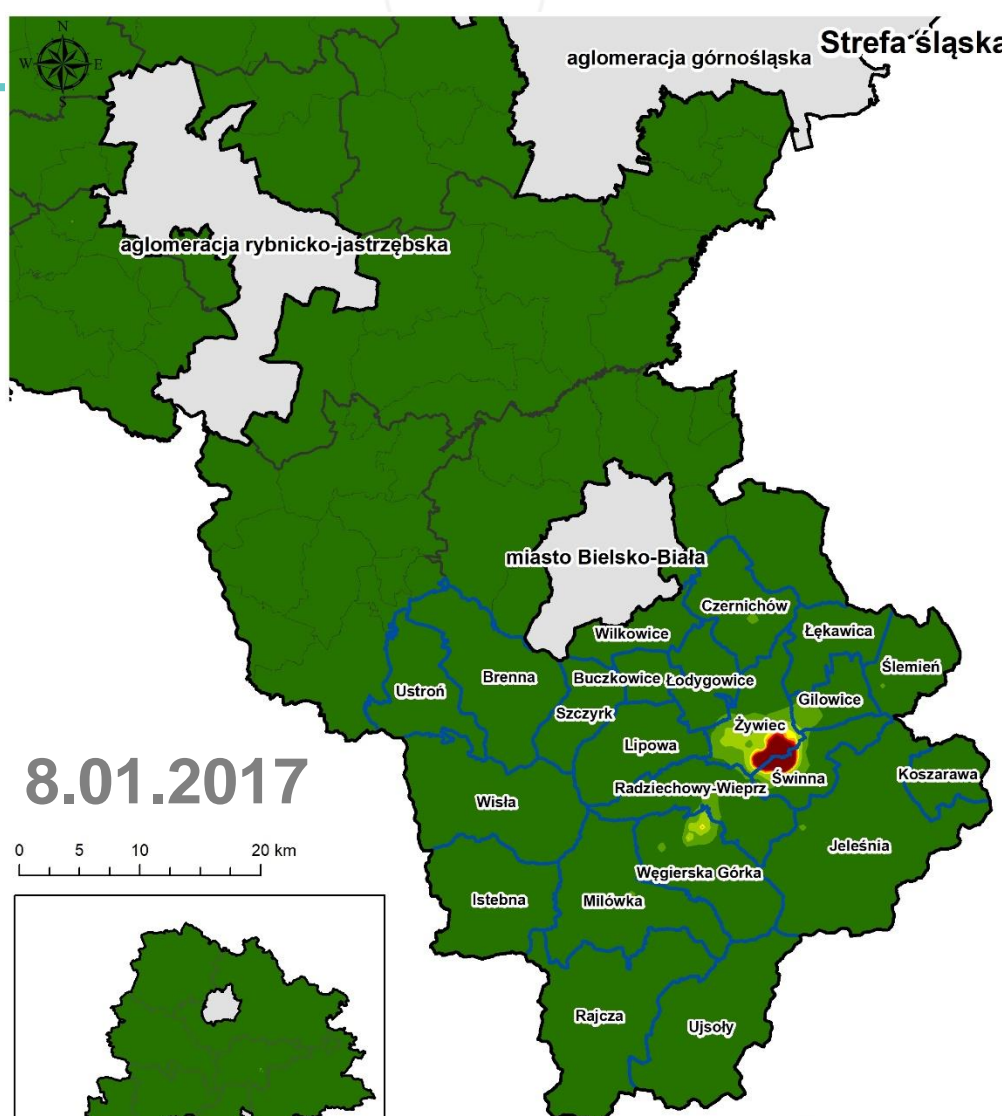 N
W
E
S
aglomeracja górnośląska
Strefa śląska
aglomeracja rybnicko-jastrzębska
miasto Bielsko-Biała
Czernichów
Wilkowice
Łękawica
Ślemień
Ustroń
Brenna
Buczkowice
Łodygowice
Gilowice
Szczyrk
Żywiec
Lipowa
Świnna
Koszarawa
Radziechowy-Wieprz
8.01.2017
Wisła
Jeleśnia
0 5 10 20 km
Węgierska Górka
Istebna
Milówka
Rajcza
Ujsoły